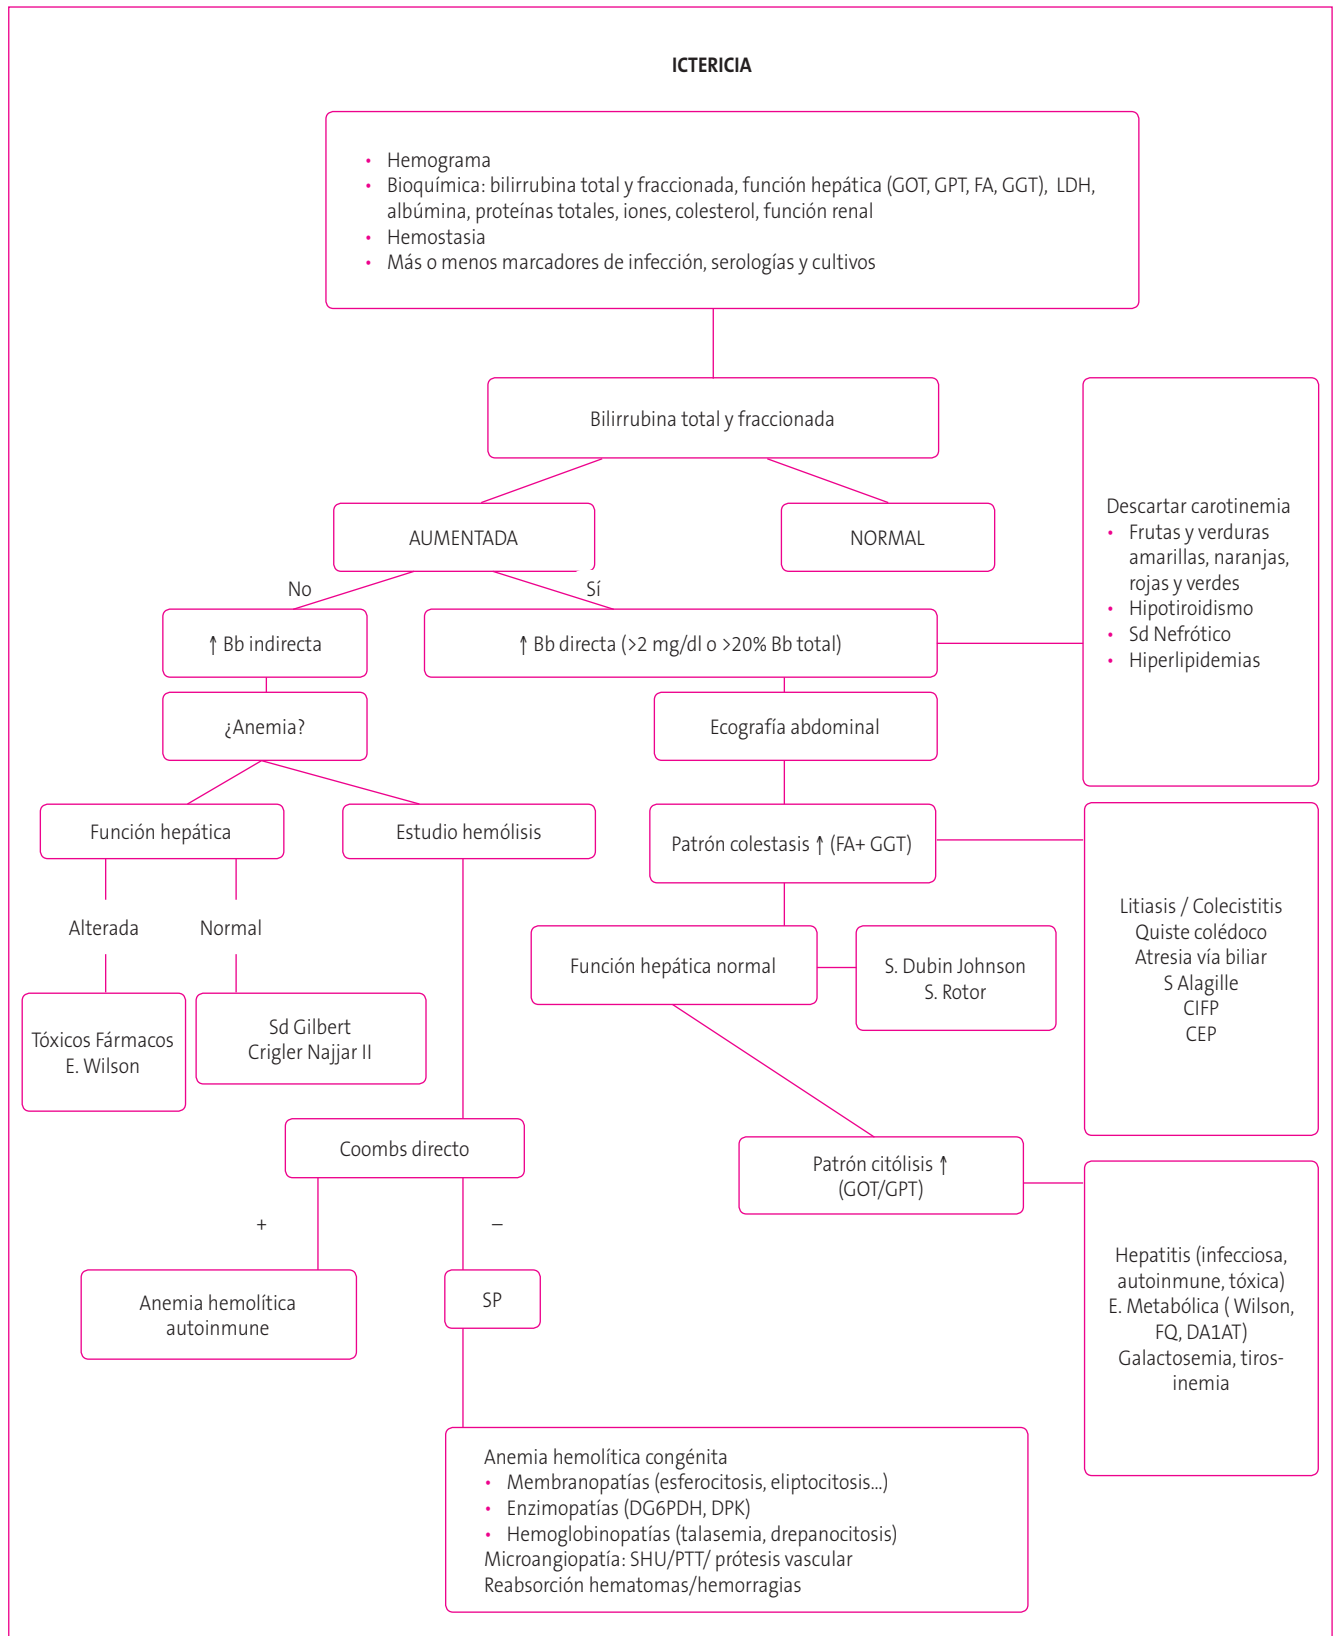 ICTERICIA
• Hemograma
• Bioquímica: bilirrubina total y fraccionada, función hepática (GOT, GPT, FA, GGT), LDH,
albúmina, proteínas totales, iones, colesterol, función renal
• Hemostasia
• Más o menos marcadores de infección, serologías y cultivos
Bilirrubina total y fraccionada
AUMENTADA
NORMAL
Descartar carotinemia
• Frutas y verduras
amarillas, naranjas,
rojas y verdes
• Hipotiroidismo
• Sd Nefrótico
• Hiperlipidemias
No
Sí
↑ Bb indirecta
↑ Bb directa (>2 mg/dl o >20% Bb total)
¿Anemia?
Ecografía abdominal
Función hepática
Estudio hemólisis
Patrón colestasis ↑ (FA+ GGT)
Litiasis / Colecistitis
Quiste colédoco
Atresia vía biliar
S Alagille
CIFP
CEP
Alterada
Normal
Función hepática normal
S. Dubin Johnson
S. Rotor
Tóxicos Fármacos
E. Wilson
Sd Gilbert
Crigler Najjar II
Coombs directo
Patrón citólisis ↑
(GOT/GPT)
+
–
Anemia hemolítica
autoinmune
SP
Hepatitis (infecciosa,
autoinmune, tóxica)
E. Metabólica ( Wilson,
FQ, DA1AT)
Galactosemia, tiros-
inemia
Anemia hemolítica congénita
• Membranopatías (esferocitosis, eliptocitosis...)
• Enzimopatías (DG6PDH, DPK)
• Hemoglobinopatías (talasemia, drepanocitosis)
Microangiopatía: SHU/PTT/ prótesis vascular
Reabsorción hematomas/hemorragias